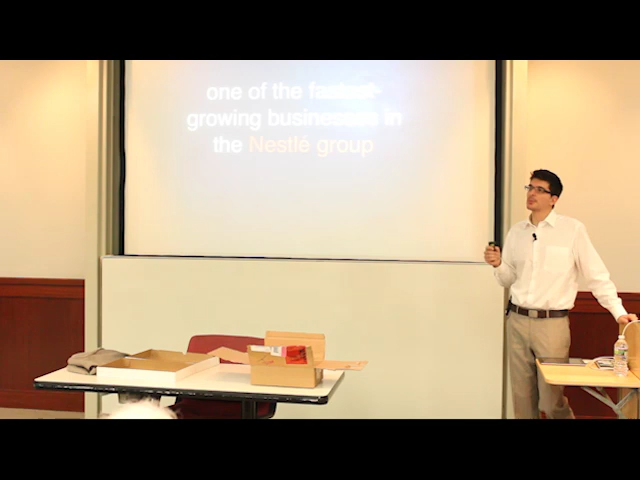 one of the fastest-
growing businesses in
the Nestlé group